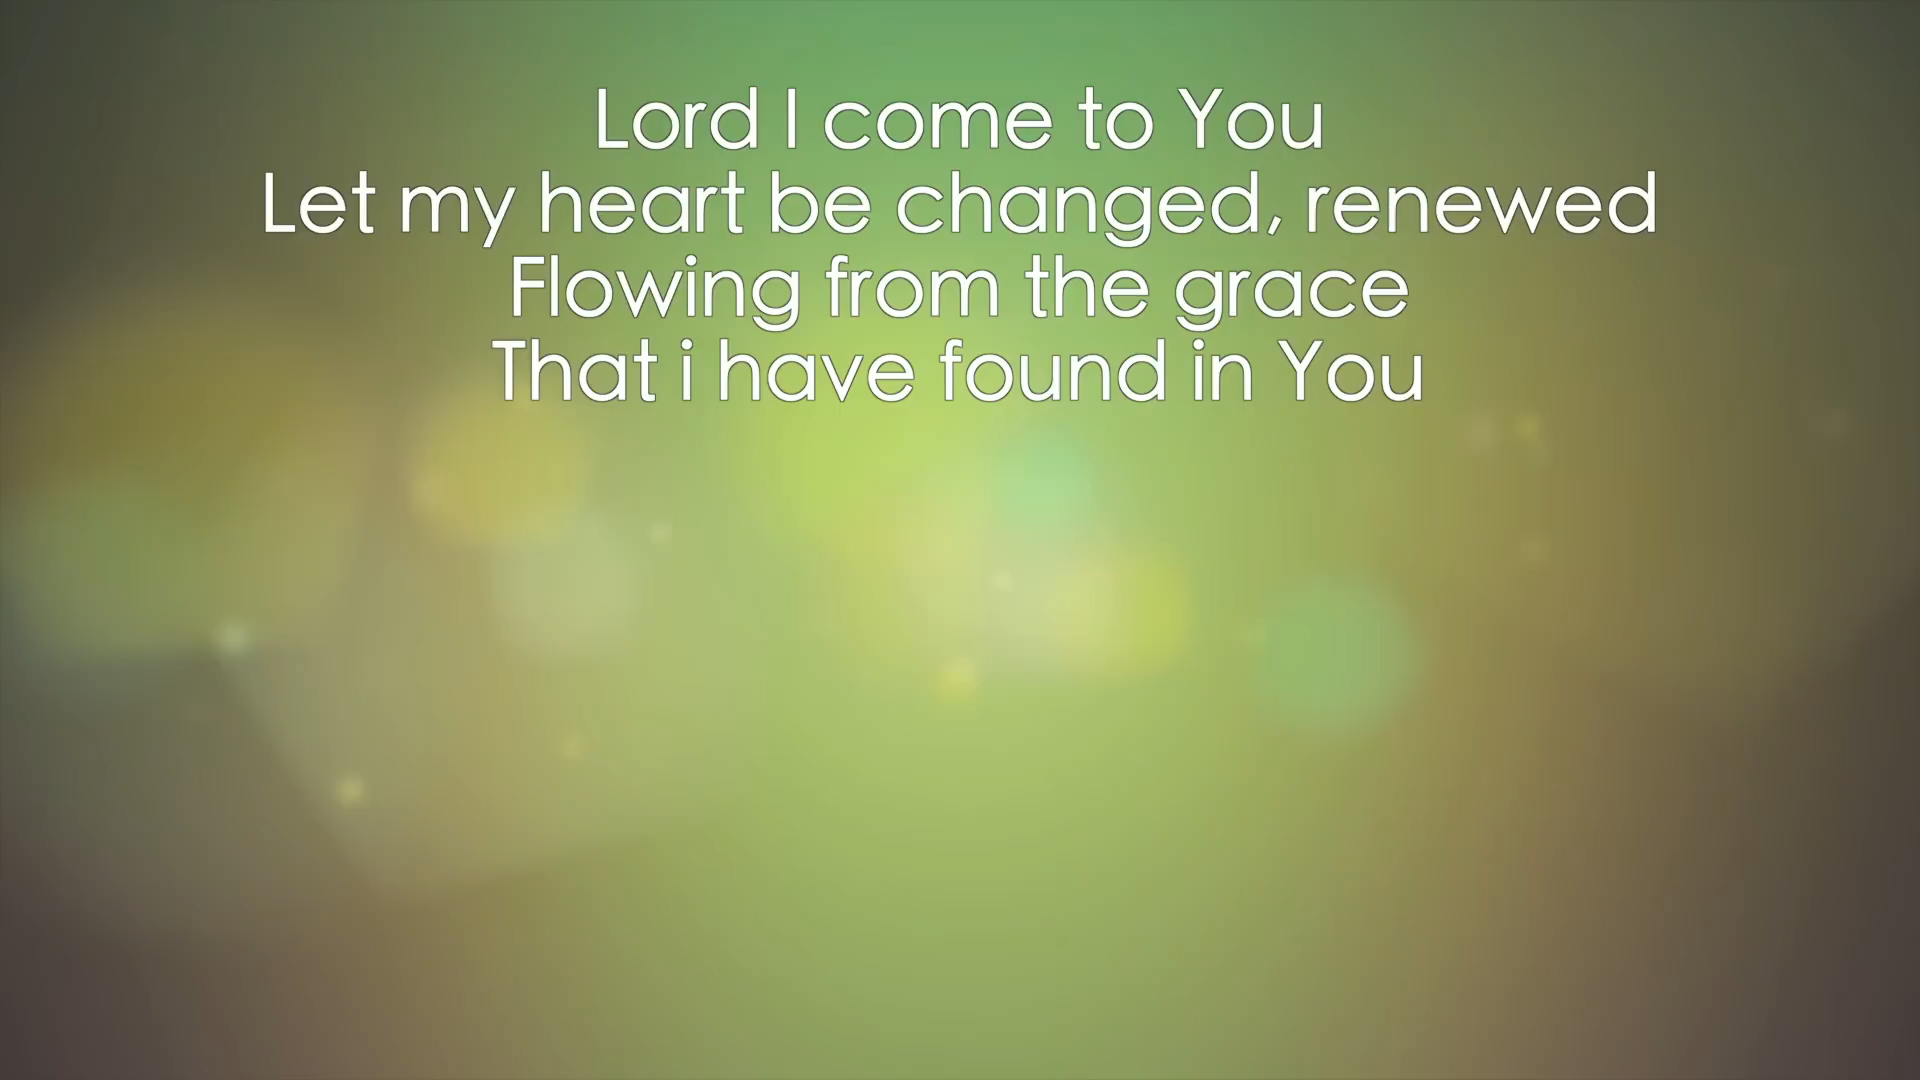 Lord I come to You
Let my heart be changed, renewed
Flowing from the grace
That i have found in You